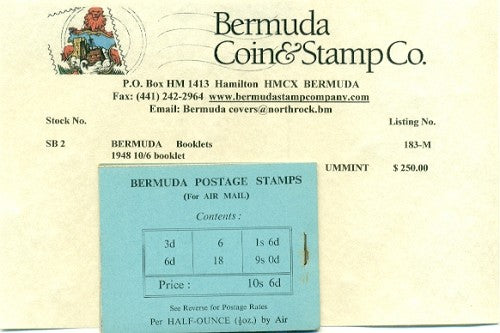 Bermuda
Coin&Stamp Co.
P.O. Box HM 1413 Hamilton HMCX BERMUDA
Fax: (441) 242-2964 www.bermudastampcompany.com
Email: Bermuda covers@northrock.bm
Stock No. Listing No.
SB 2 BERMUDA Booklets 183-M
1948 10/6 booklet
UMMINT $ 250.00
BERMUDA POSTAGE STAMPS
(For AIR MAIL)
Contents :
3d 6 1s 6d
6d 18 9s 0d
Price : 10s 6d
See Reverse for Postage Rates
Per HALF-OUNCE (½oz.) by Air